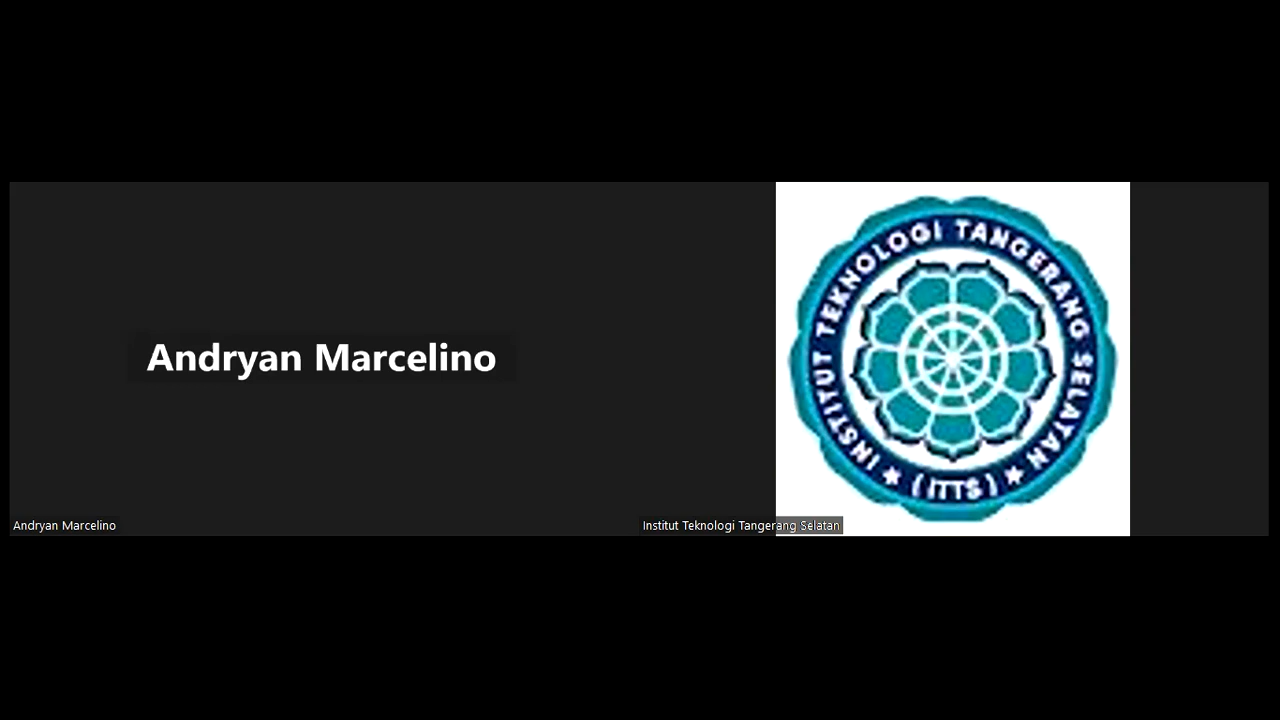 Andryan Marcelino
Andryan Marcelino
INSTITUT TEKNOLOGI TANGERANG SELATAN
( ITTS )
Institut Teknologi Tangerang Selatan